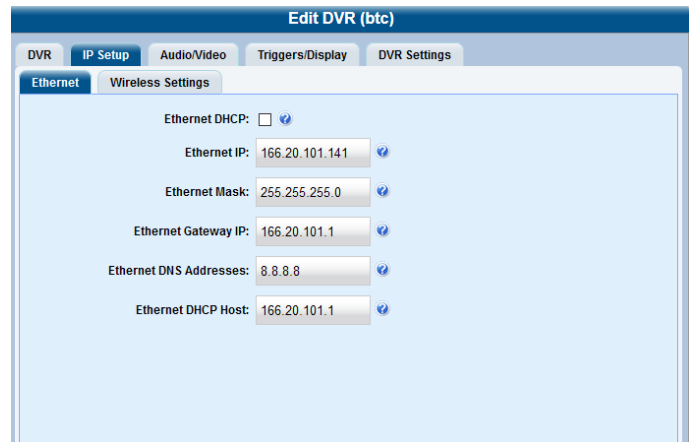 Edit DVR (btc)
DVR IP Setup Audio/Video Triggers/Display DVR Settings
Ethernet Wireless Settings
Ethernet DHCP: ?
Ethernet IP: 166.20.101.141 ?
Ethernet Mask: 255.255.255.0 ?
Ethernet Gateway IP: 166.20.101.1 ?
Ethernet DNS Addresses: 8.8.8.8 ?
Ethernet DHCP Host: 166.20.101.1 ?